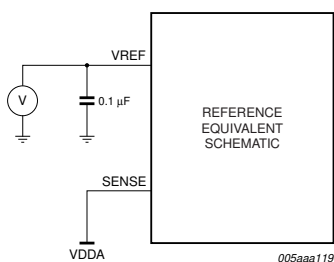 VREF
V
0.1 μF
REFERENCE
EQUIVALENT
SCHEMATIC
SENSE
VDDA
005aaa119